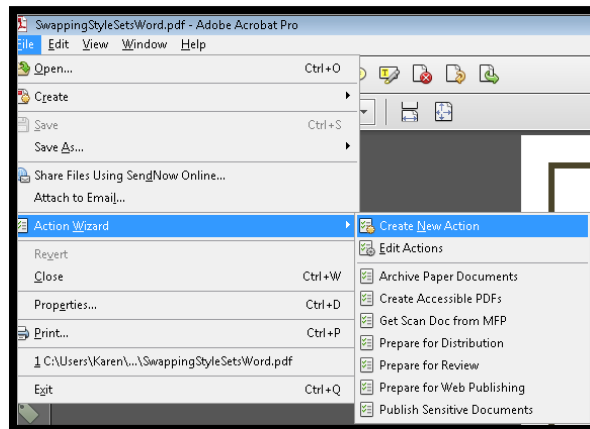 SwappingStyleSetsWord.pdf - Adobe Acrobat Pro
File Edit View Window Help
Open... Ctrl+O
Create
Save Ctrl+S
Save As...
Share Files Using SendNow Online...
Attach to Email...
Action Wizard
Create New Action
Revert
Edit Actions
Close Ctrl+W
Archive Paper Documents
Properties... Ctrl+D
Create Accessible PDFs
Get Scan Doc from MFP
Print... Ctrl+P
Prepare for Distribution
1 C:\Users\Karen\...\SwappingStyleSetsWord.pdf
Prepare for Review
Exit Ctrl+Q
Prepare for Web Publishing
Publish Sensitive Documents